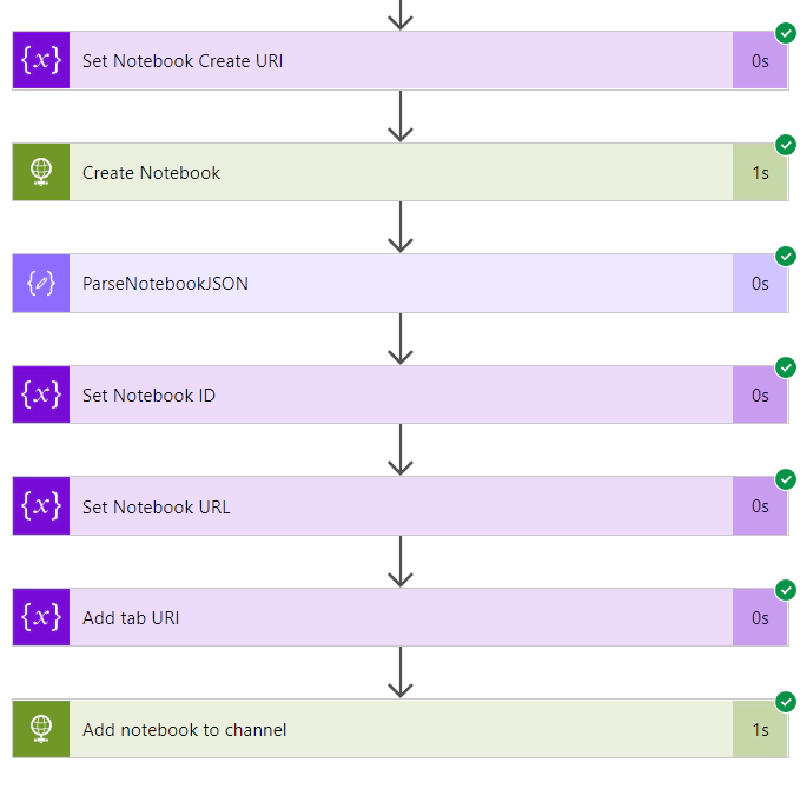 {x} Set Notebook Create URI 0s
Create Notebook 1s
ParseNotebookJSON 0s
{x} Set Notebook ID 0s
{x} Set Notebook URL 0s
{x} Add tab URI 0s
Add notebook to channel 1s